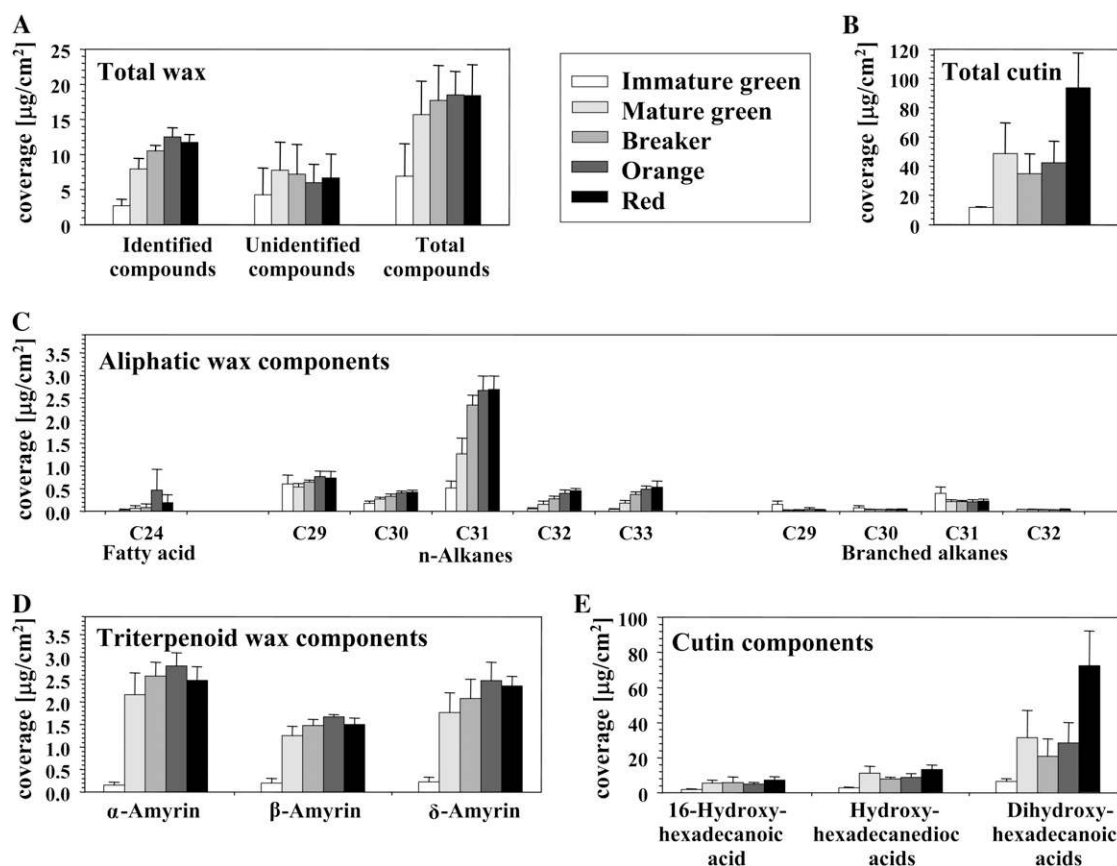 A
coverage [µg/cm²]
25
20
15
10
5
0
Total wax
Identified compounds
Unidentified compounds
Total compounds
Immature green
Mature green
Breaker
Orange
Red
B
coverage [µg/cm²]
120
100
80
60
40
20
0
Total cutin
C
coverage [µg/cm²]
3.5
3.0
2.5
2.0
1.5
1.0
0.5
0.0
Aliphatic wax components
C24 C29 C30 C31 C32 C33 C29 C30 C31 C32
Fatty acid n-Alkanes Branched alkanes
D
coverage [µg/cm²]
3.5
3.0
2.5
2.0
1.5
1.0
0.5
0.0
Triterpenoid wax components
α-Amyrin β-Amyrin δ-Amyrin
E
coverage [µg/cm²]
100
80
60
40
20
0
Cutin components
16-Hydroxy-
hexadecanoic
acid
Hydroxy-
hexadecanedioc
acids
Dihydroxy-
hexadecanoic
acids